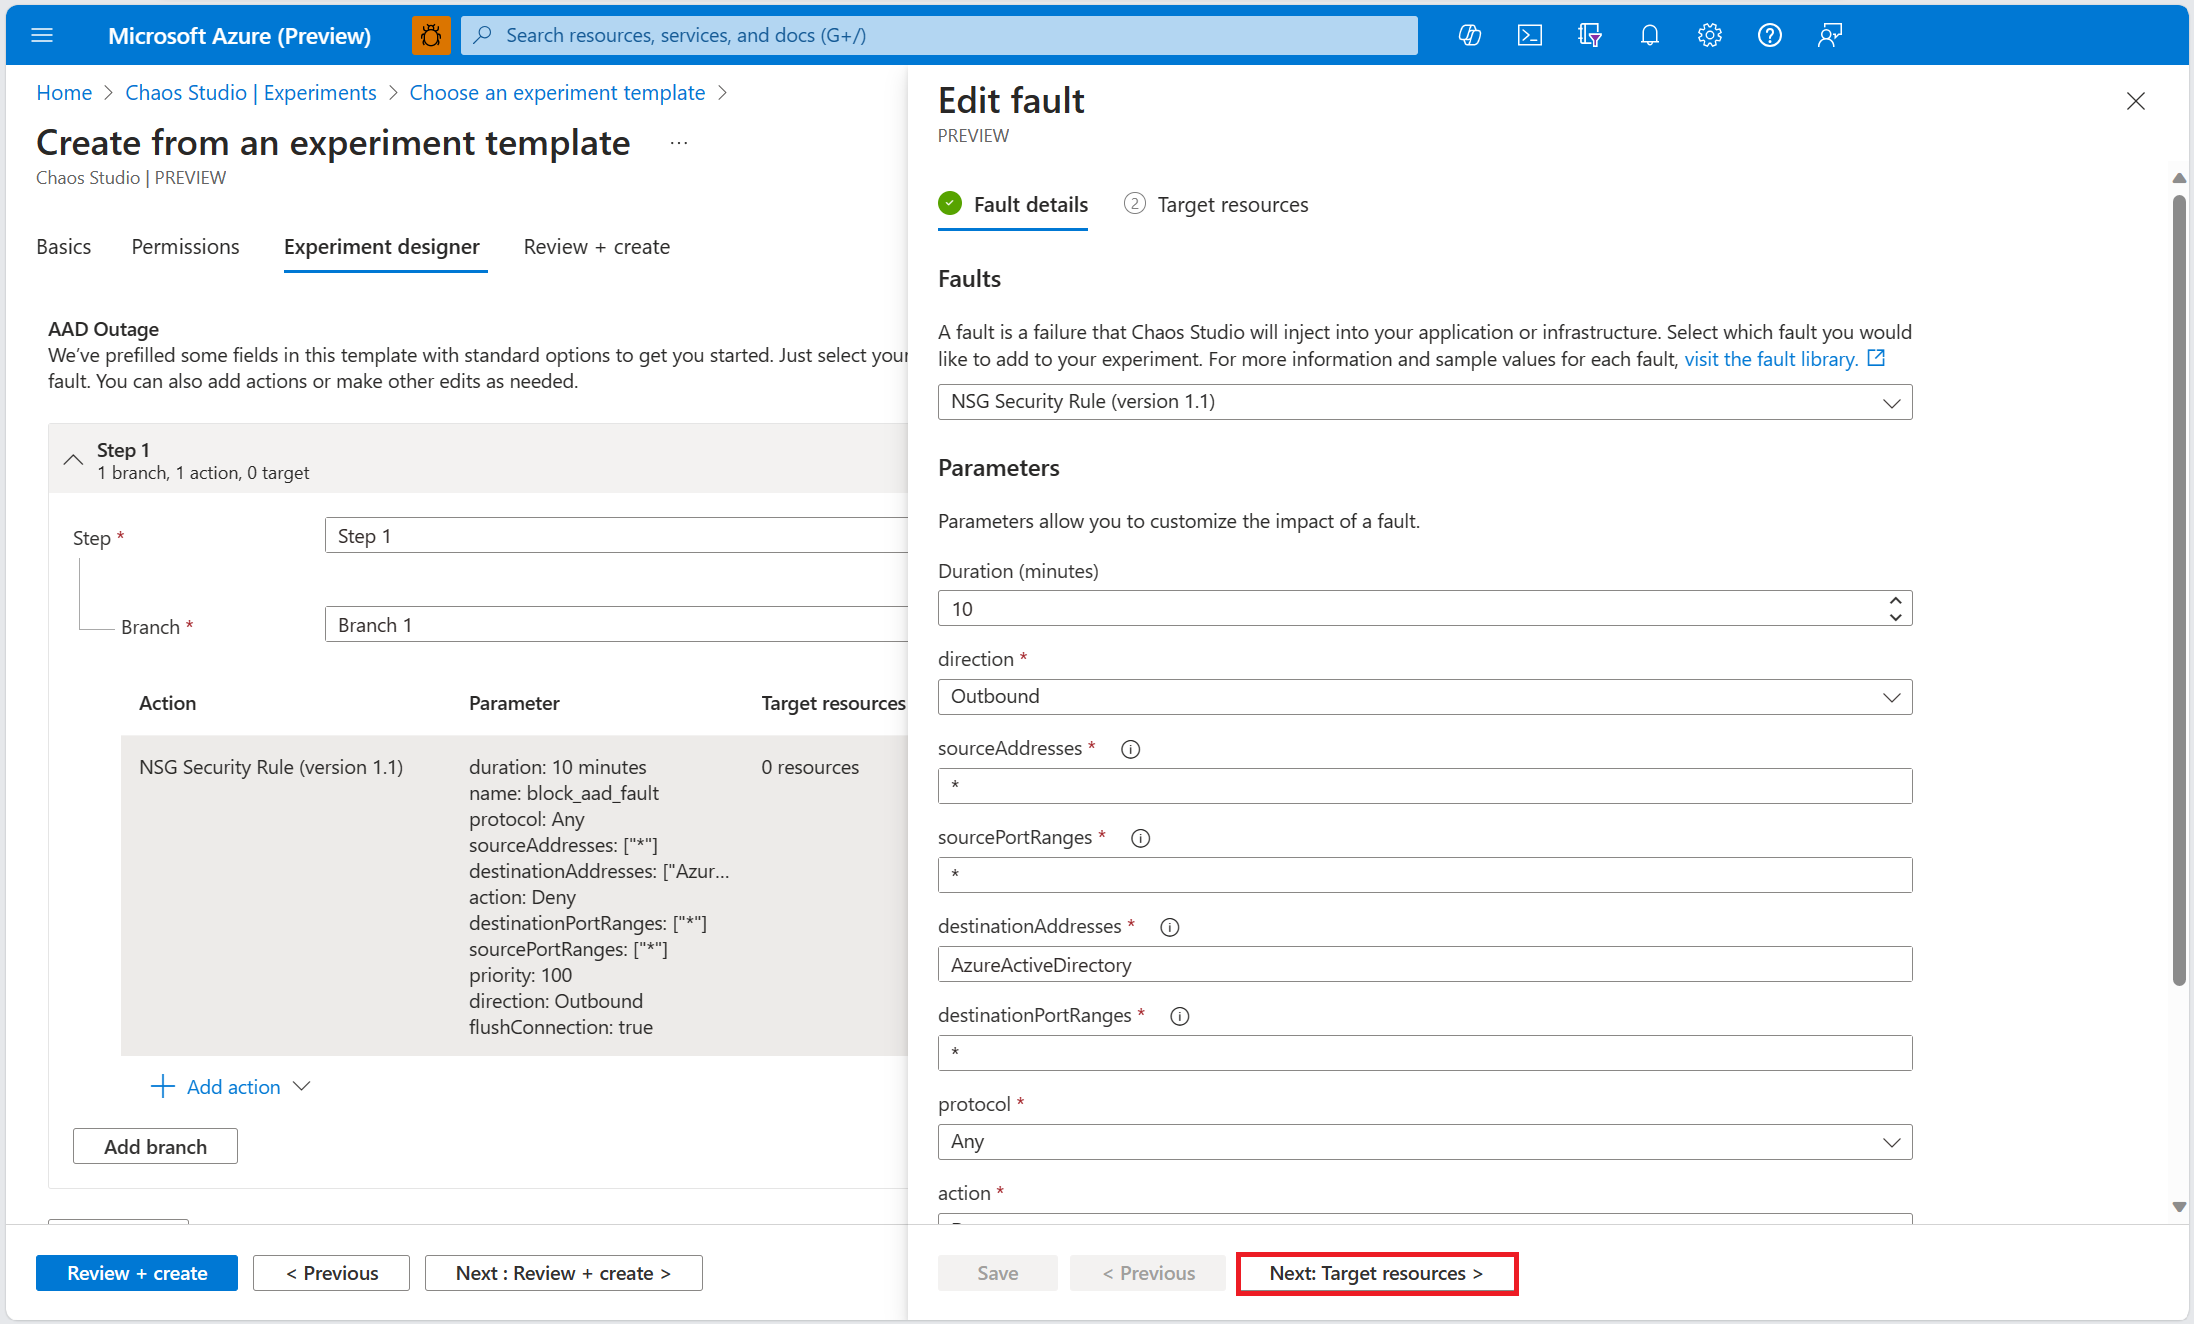 Microsoft Azure (Preview)
Search resources, services, and docs (G+/)
Home > Chaos Studio | Experiments > Choose an experiment template >
Create from an experiment template ...
Chaos Studio | PREVIEW
Basics
Permissions
Experiment designer
Review + create
AAD Outage
We've prefilled some fields in this template with standard options to get you started. Just select your
fault. You can also add actions or make other edits as needed.
Step 1
1 branch, 1 action, 0 target
Step *
Step 1
Branch *
Branch 1
Action
Parameter
Target resources
NSG Security Rule (version 1.1)
duration: 10 minutes
name: block_aad_fault
protocol: Any
sourceAddresses: ["*"]
destinationAddresses: ["Azur...
action: Deny
destinationPortRanges: ["*"]
sourcePortRanges: ["*"]
priority: 100
direction: Outbound
flushConnection: true
0 resources
Add action
Add branch
Review + create
< Previous
Next : Review + create >
Edit fault
PREVIEW
Fault details
2 Target resources
Faults
A fault is a failure that Chaos Studio will inject into your application or infrastructure. Select which fault you would
like to add to your experiment. For more information and sample values for each fault, visit the fault library.
NSG Security Rule (version 1.1)
Parameters
Parameters allow you to customize the impact of a fault.
Duration (minutes)
10
direction *
Outbound
sourceAddresses *
*
sourcePortRanges *
*
destinationAddresses *
AzureActiveDirectory
destinationPortRanges *
*
protocol *
Any
action *
Save
< Previous
Next: Target resources >